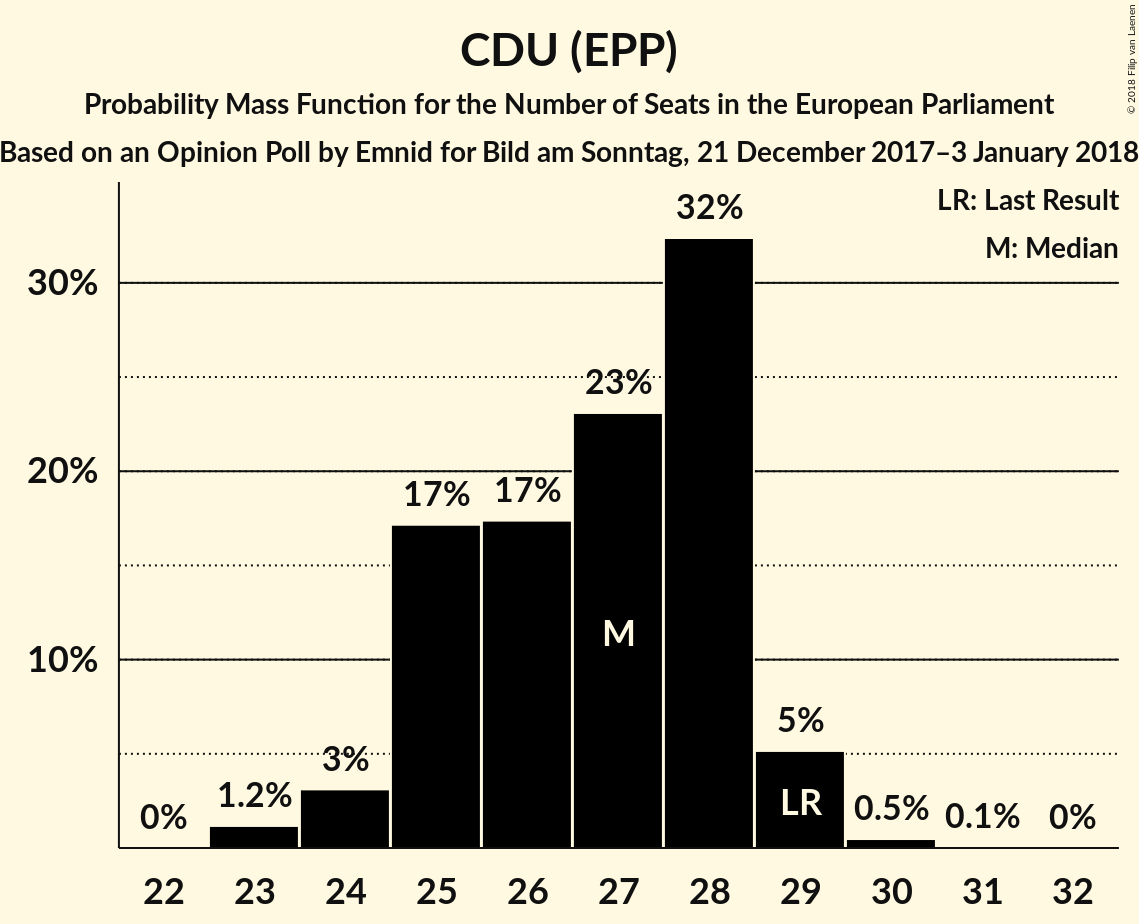 © 2018 Filip van Laenen
CDU (EPP)
Probability Mass Function for the Number of Seats in the European Parliament
Based on an Opinion Poll by Emnid for Bild am Sonntag, 21 December 2017–3 January 2018
LR: Last Result
M: Median
32%
30%
23%
20%
17%
17%
M
10%
5%
3%
LR
1.2%
0.5%
0.1%
0%
0%
22 23 24 25 26 27 28 29 30 31 32